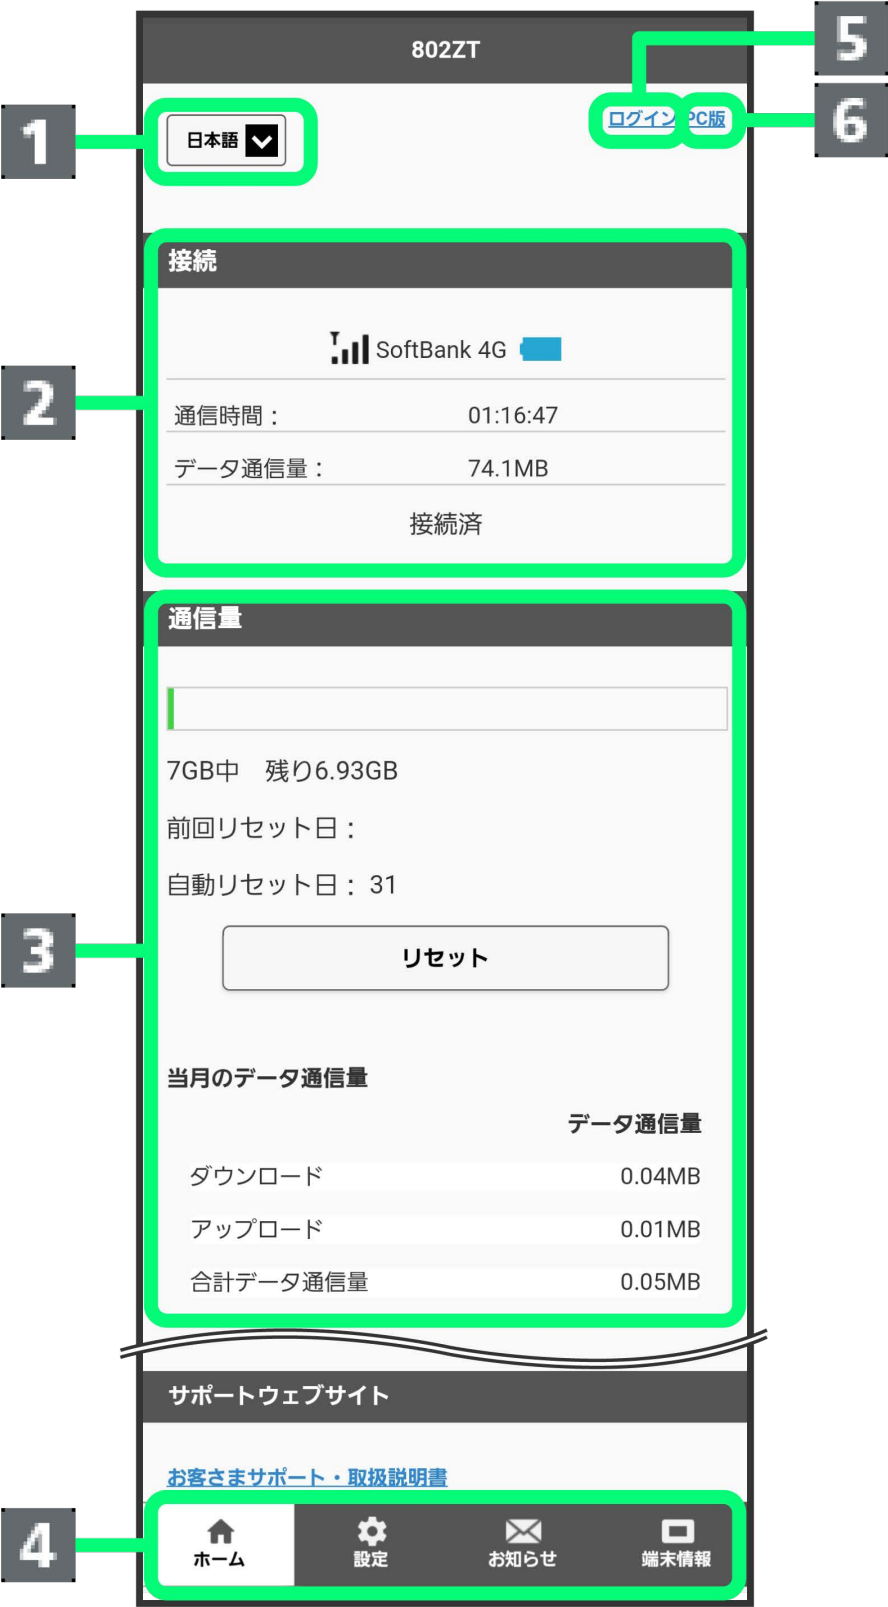 802ZT
5
1
日本語
ログイン
PC版
6
接続
SoftBank 4G
2
通信時間： 01:16:47
データ通信量： 74.1MB
接続済
通信量
7GB中 残り6.93GB
前回リセット日：
自動リセット日： 31
3
リセット
当月のデータ通信量
データ通信量
ダウンロード 0.04MB
アップロード 0.01MB
合計データ通信量 0.05MB
サポートウェブサイト
お客さまサポート・取扱説明書
4
ホーム 設定 お知らせ 端末情報